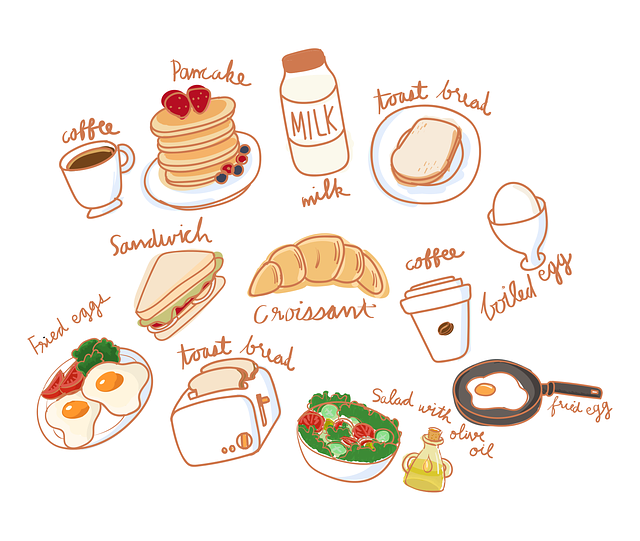 Pancake
coffee
MILK
toast bread
milk
Sandwich
Croissant
coffee
boiled egg
Fried eggs
toast bread
Salad with
olive
oil
fried egg